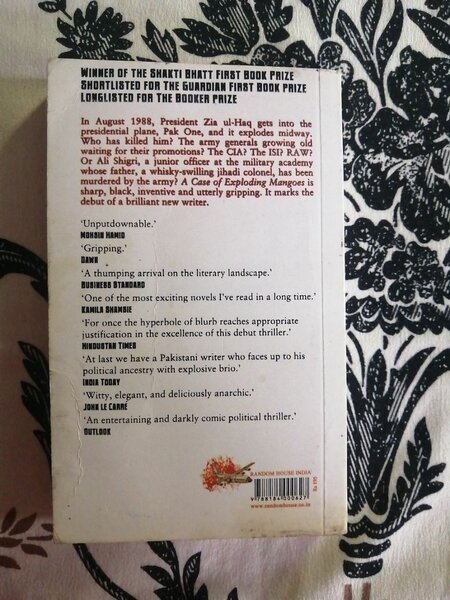 WINNER OF THE SHAKTI BHATT FIRST BOOK PRIZE
SHORTLISTED FOR THE GUARDIAN FIRST BOOK PRIZE
LONGLISTED FOR THE BOOKER PRIZE
In August 1988, President Zia ul-Haq gets into the
presidential plane, Pak One, and it explodes midway.
Who has killed him? The army generals growing old
waiting for their promotions? The CIA? The ISI? RAW?
Or Ali Shigri, a junior officer at the military academy
whose father, a whisky-swilling jihadi colonel, has been
murdered by the army? A Case of Exploding Mangoes is
sharp, black, inventive and utterly gripping. It marks the
debut of a brilliant new writer.
'Unputdownable.'
MOHSIN HAMID
'Gripping.'
DAWN
'A thumping arrival on the literary landscape.'
BUSINESS STANDARD
'One of the most exciting novels I've read in a long time.'
KAMILA SHAMSIE
'For once the hyperbole of blurb reaches appropriate
justification in the excellence of this debut thriller.'
HINDUSTAN TIMES
'At last we have a Pakistani writer who faces up to his
political ancestry with explosive brio.'
INDIA TODAY
'Witty, elegant, and deliciously anarchic.'
JOHN LE CARRÉ
'An entertaining and darkly comic political thriller.'
OUTLOOK
RANDOM HOUSE INDIA
9 788184 000627
www.randomhouse.co.in